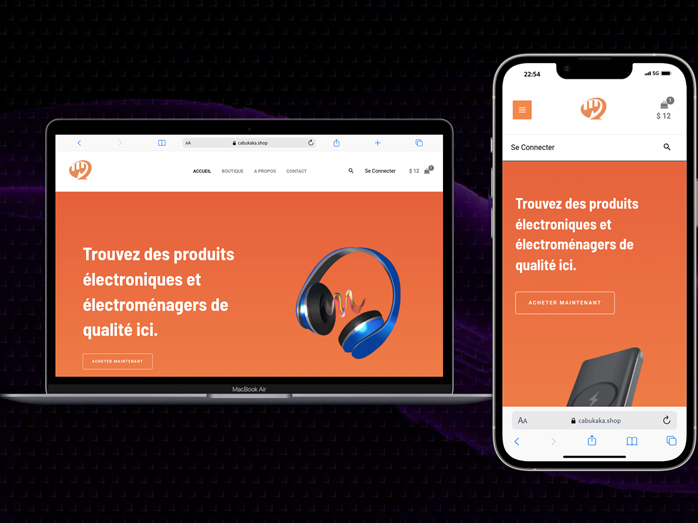 AA cabukaka.shop
ACCUEIL BOUTIQUE A PROPOS CONTACT Se Connecter $ 12 1
Trouvez des produits
électroniques et
électroménagers de
qualité ici.
ACHETER MAINTENANT
MacBook Air
22:54 5G
1
$ 12
Se Connecter
Trouvez des produits
électroniques et
électroménagers de
qualité ici.
ACHETER MAINTENANT
AA cabukaka.shop